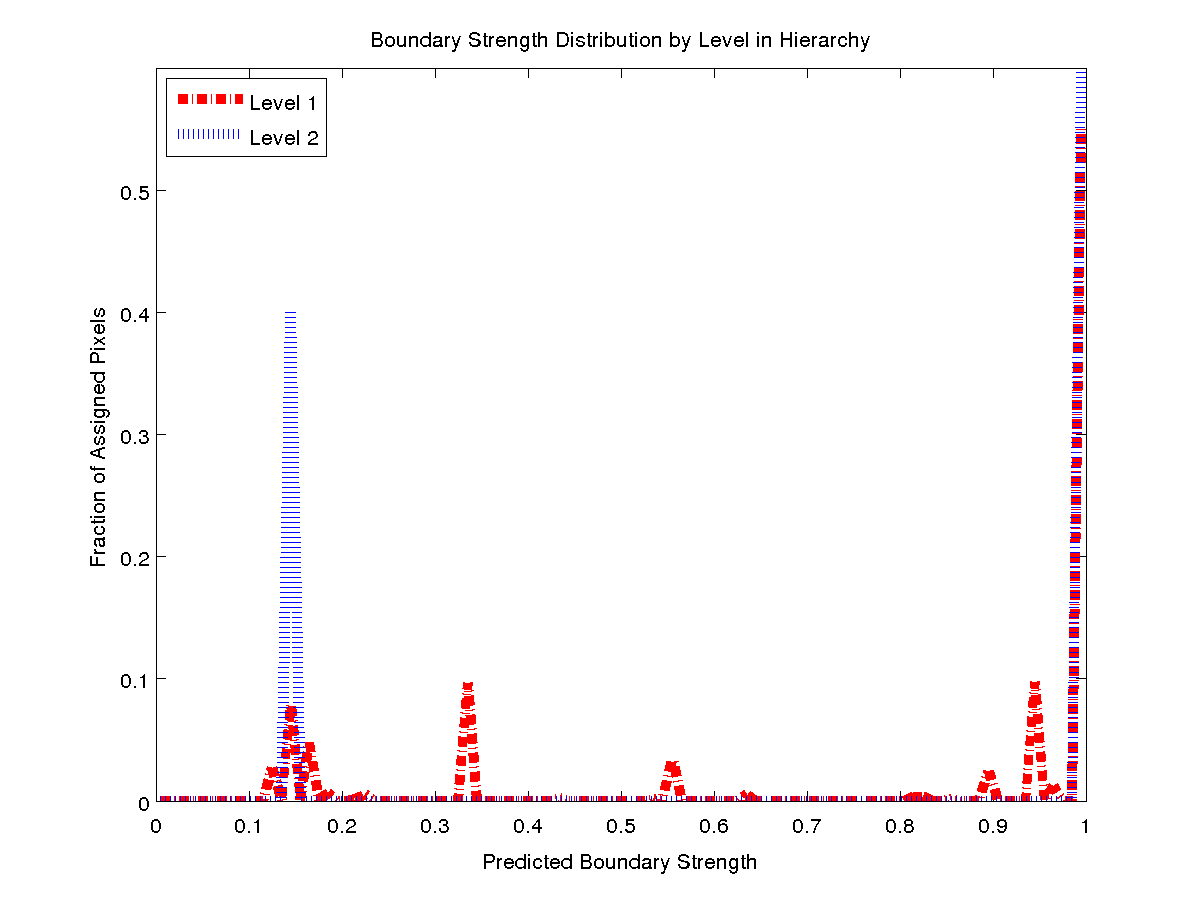 Boundary Strength Distribution by Level in Hierarchy
Level 1
Level 2
0.5
0.4
0.3
0.2
0.1
0
Fraction of Assigned Pixels
0 0.1 0.2 0.3 0.4 0.5 0.6 0.7 0.8 0.9 1
Predicted Boundary Strength